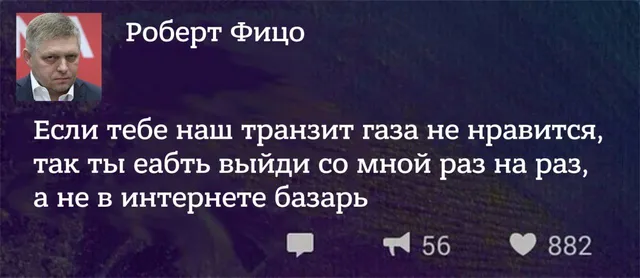 Роберт Фицо
Если тебе наш транзит газа не нравится,
так ты еабть выйди со мной раз на раз,
а не в интернете базарь
56 882